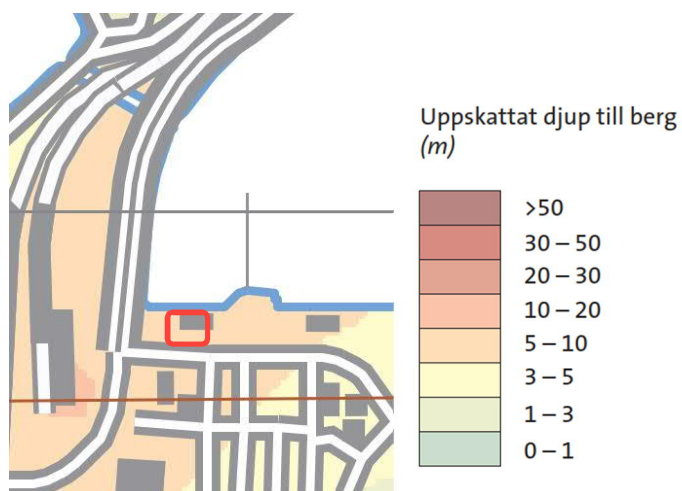 Uppskattat djup till berg
(m)
>50
30 – 50
20 – 30
10 – 20
5 – 10
3 – 5
1 – 3
0 – 1